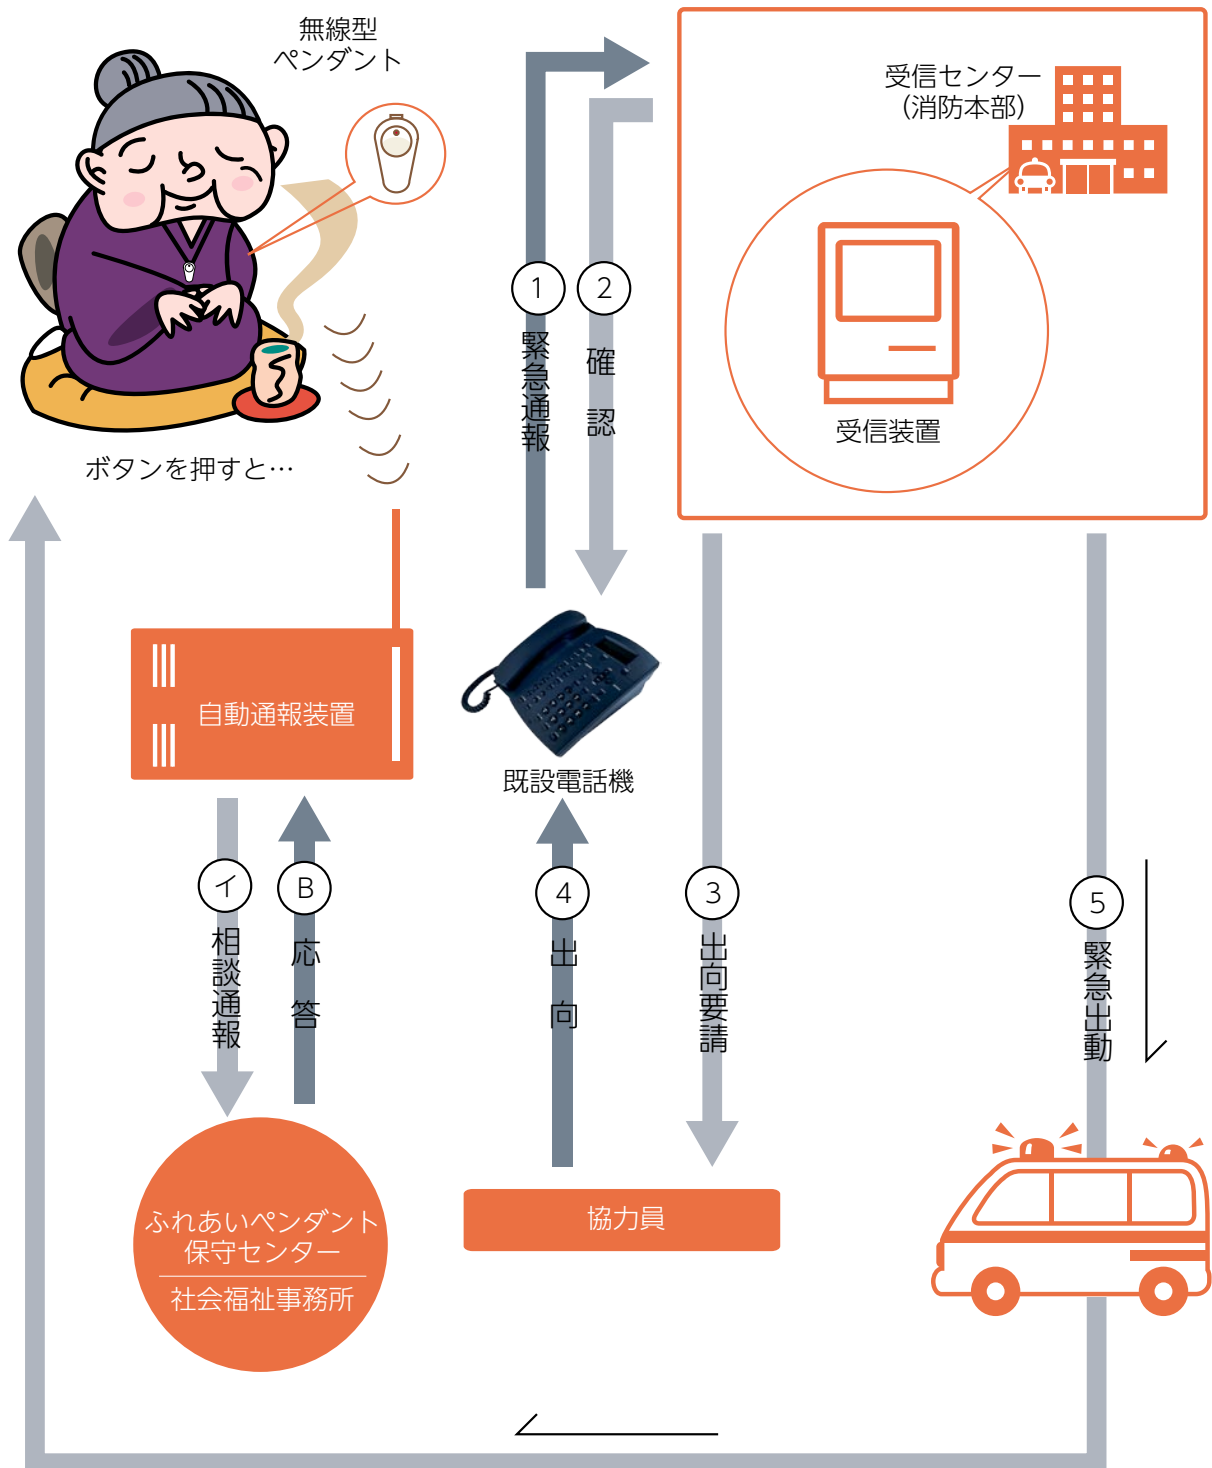 無線型
ペンダント
受信センター
（消防本部）
受信装置
ボタンを押すと…
1
緊急通報
2
確認
自動通報装置
既設電話機
イ
相談通報
B
応答
4
出向
3
出向要請
5
緊急出動
ふれあいペンダント
保守センター
社会福祉事務所
協力員